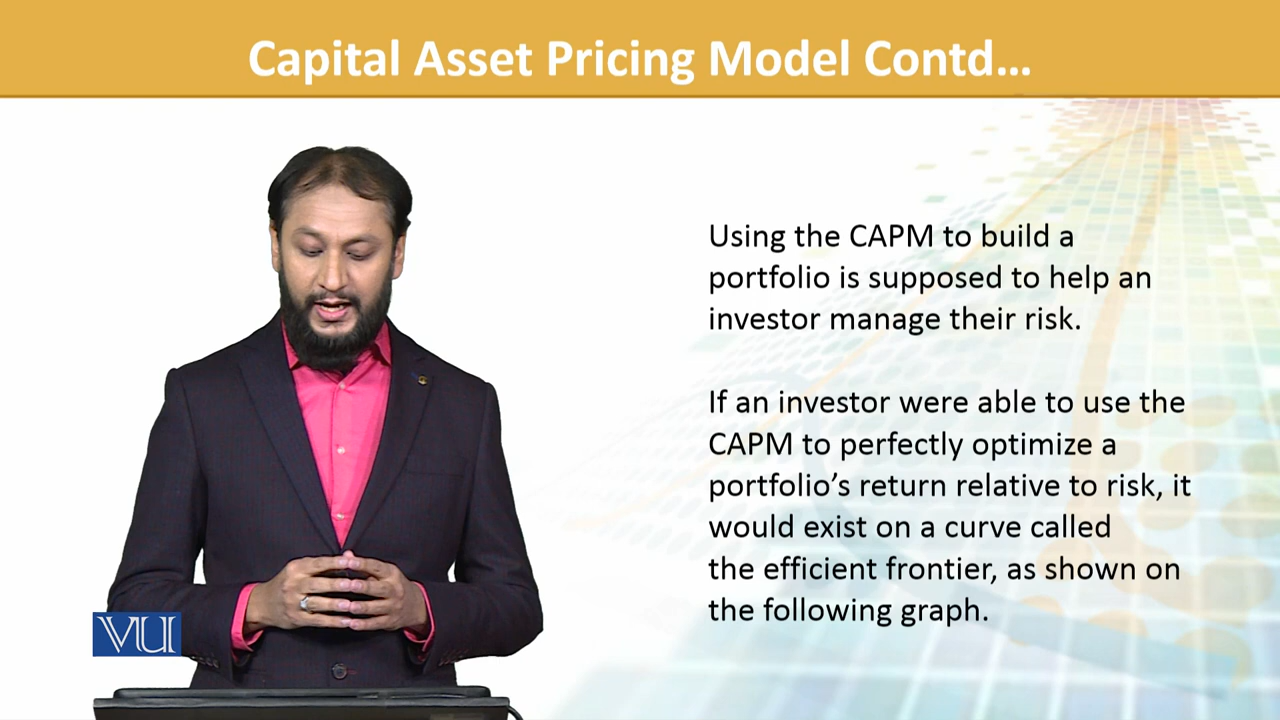 Capital Asset Pricing Model Contd...
Using the CAPM to build a
portfolio is supposed to help an
investor manage their risk.
If an investor were able to use the
CAPM to perfectly optimize a
portfolio’s return relative to risk, it
would exist on a curve called
the efficient frontier, as shown on
the following graph.
VU